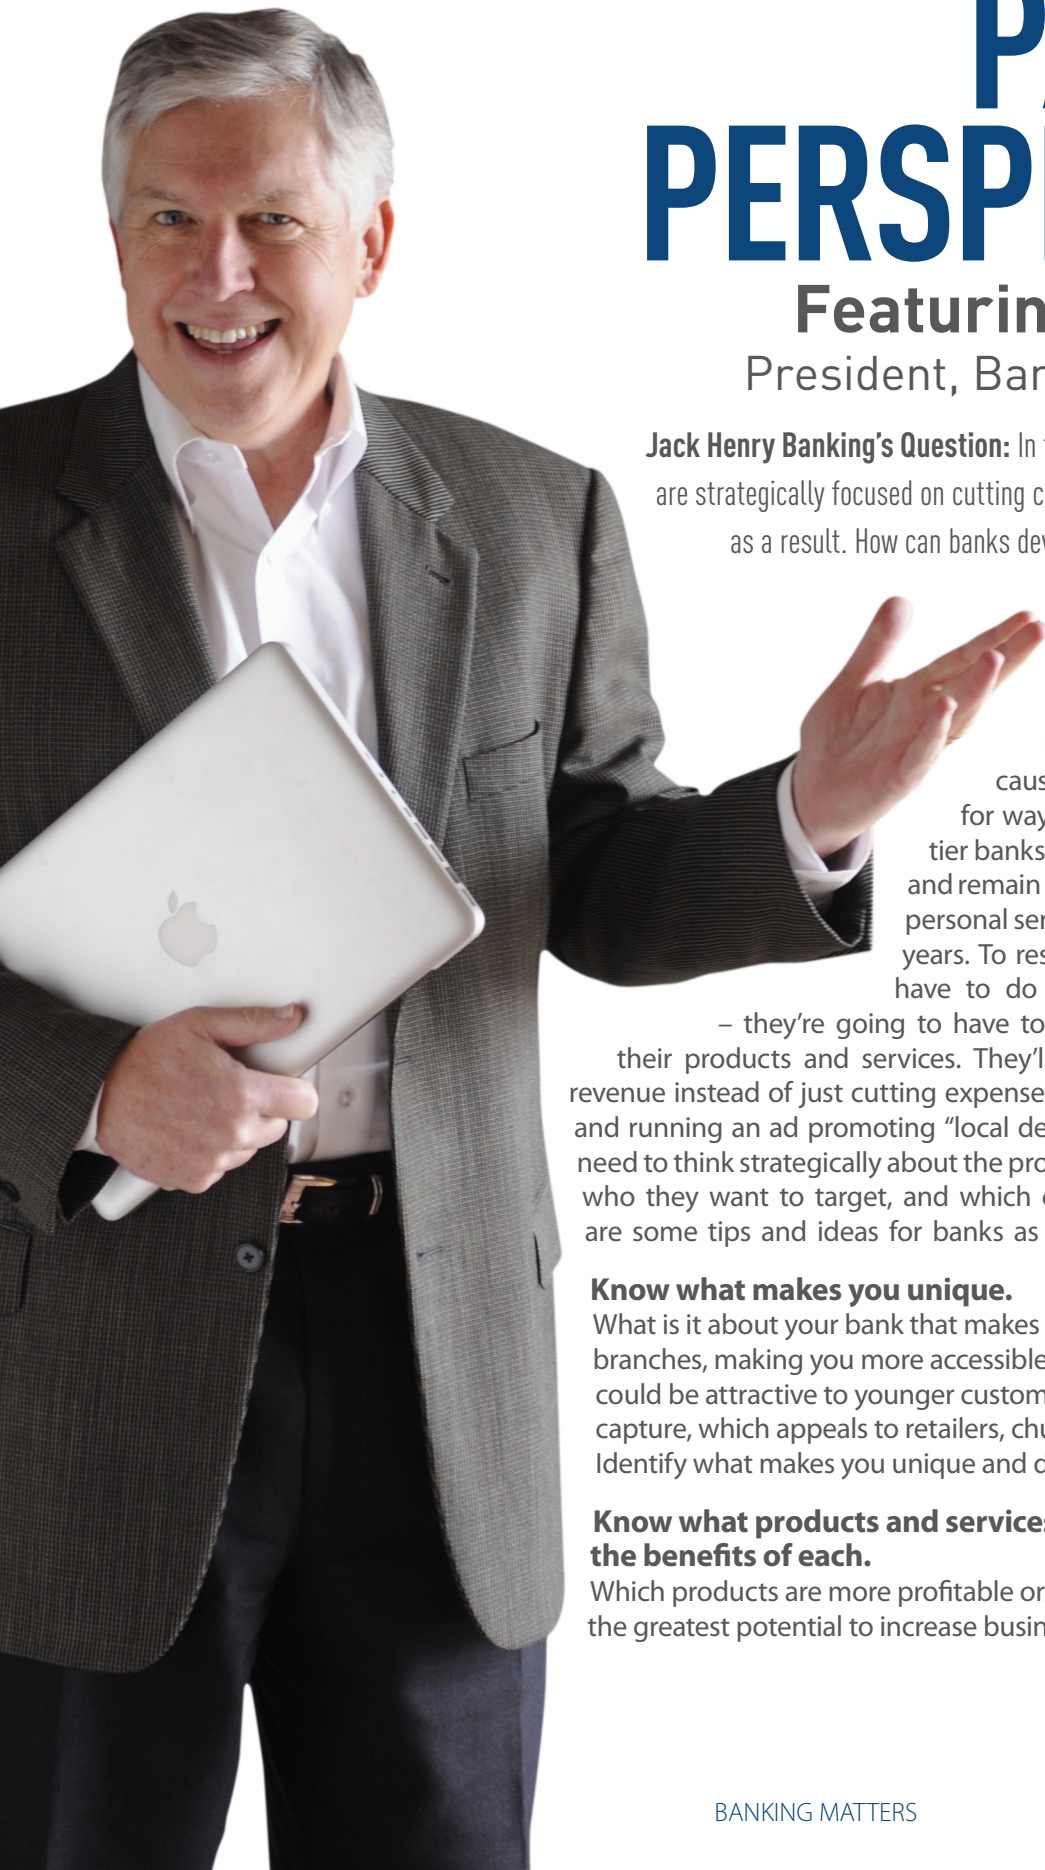 PERSP
Featurin
President, Ban
Jack Henry Banking’s Question: In
are strategically focused on cutting c
as a result. How can banks dev
caus
for way
tier banks
and remain
personal ser
years. To res
have to do
– they’re going to have to
their products and services. They’l
revenue instead of just cutting expense
and running an ad promoting “local de
need to think strategically about the pro
who they want to target, and which
are some tips and ideas for banks as
Know what makes you unique.
What is it about your bank that makes
branches, making you more accessible
could be attractive to younger custom
capture, which appeals to retailers, chu
Identify what makes you unique and d
Know what products and services
the benefits of each.
Which products are more profitable or
the greatest potential to increase busin
BANKING MATTERS